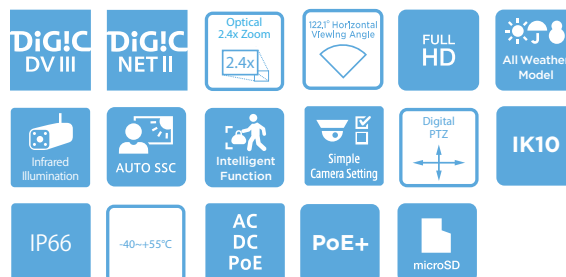 DiG!C
DV III
DiG!C
NET II
Optical
2.4x Zoom
2.4x
122,1° Horizontal
Viewing Angle
FULL
HD
All Weather
Model
Infrared
Illumination
AUTO SSC
Intelligent
Function
Simple
Camera Setting
Digital
PTZ
IK10
IP66
-40~+55°C
AC
DC
PoE
PoE+
microSD